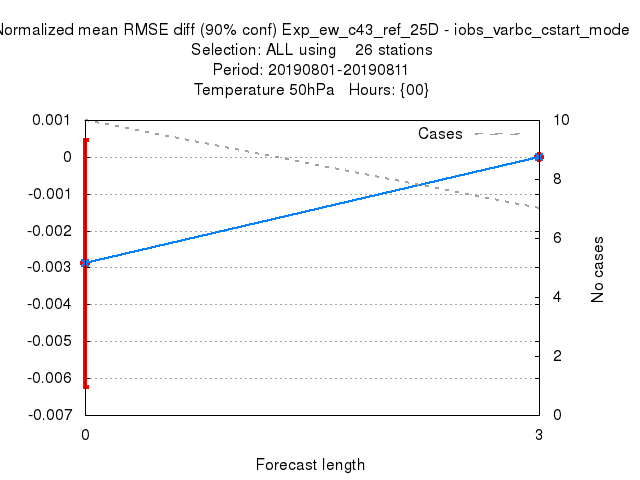 Normalized mean RMSE diff (90% conf) Exp_ew_c43_ref_25D - iobs_varbc_cstart_mode
Selection: ALL using 26 stations
Period: 20190801-20190811
Temperature 50hPa Hours: {00}
Cases
0.001
0
-0.001
-0.002
-0.003
-0.004
-0.005
-0.006
-0.007
10
8
6
4
2
0
No cases
0 3
Forecast length